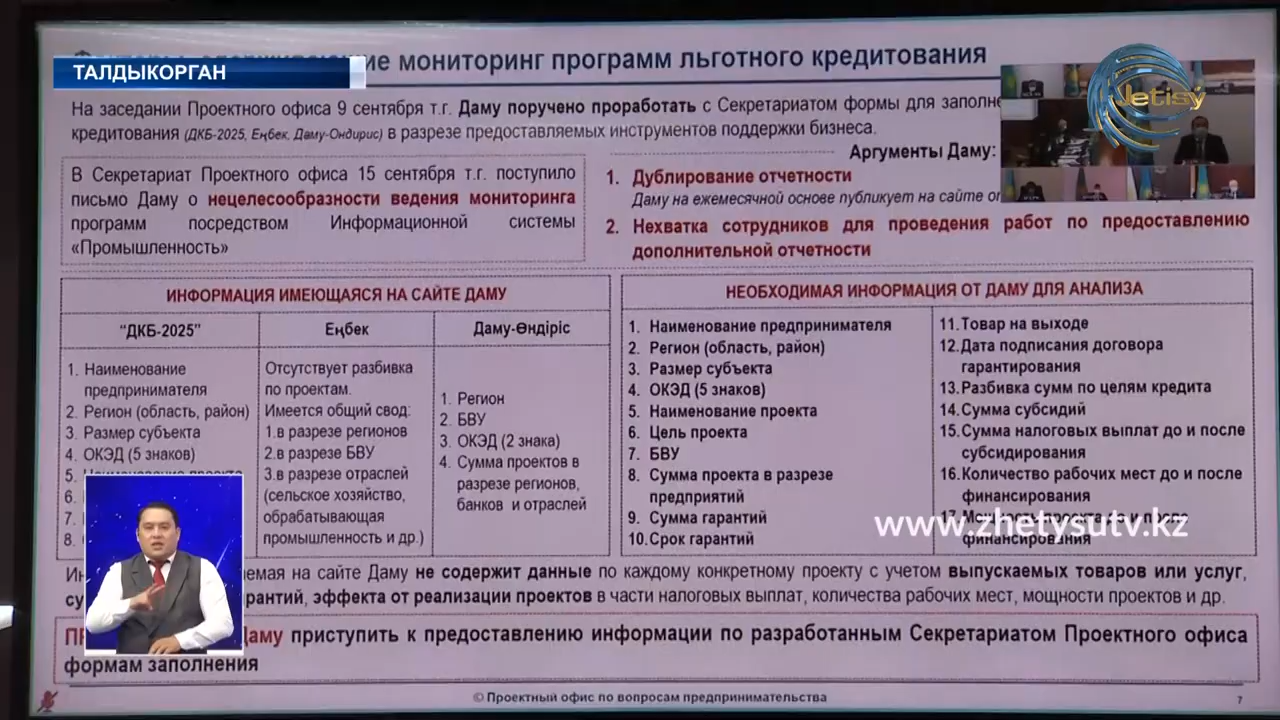 ТАЛДЫКОРГАН
мониторинг программ льготного кредитования
Jetisý
На заседании Проектного офиса 9 сентября т.г. Даму поручено проработать с Секретариатом формы для
кредитования (ДКБ-2025, Еңбек, Даму-Ондирис) в разрезе предоставляемых инструментов поддержки бизнеса.
В Секретариат Проектного офиса 15 сентября т.г. поступило
письмо Даму о нецелесообразности ведения мониторинга
программ посредством Информационной системы
«Промышленность»
Аргументы Даму:
1. Дублирование отчетности
Даму на ежемесячной основе публикует на сайте
2. Нехватка сотрудников для проведения работ по предоставлению
дополнительной отчетности
ИНФОРМАЦИЯ ИМЕЮЩАЯСЯ НА САЙТЕ ДАМУ
“ДКБ-2025” Еңбек Даму-Өндіріс
1. Наименование
предпринимателя
2. Регион (область, район)
3. Размер субъекта
4. ОКЭД (5 знаков)
5.
6.
7.
8.
Отсутствует разбивка
по проектам.
Имеется общий свод:
1.в разрезе регионов
2.в разрезе БВУ
3.в разрезе отраслей
(сельское хозяйство,
обрабатывающая
промышленность и др.)
1. Регион
2. БВУ
3. ОКЭД (2 знака)
4. Сумма проектов в
разрезе регионов,
банков и отраслей
НЕОБХОДИМАЯ ИНФОРМАЦИЯ ОТ ДАМУ ДЛЯ АНАЛИЗА
1. Наименование предпринимателя
2. Регион (область, район)
3. Размер субъекта
4. ОКЭД (5 знаков)
5. Наименование проекта
6. Цель проекта
7. БВУ
8. Сумма проекта в разрезе
предприятий
9. Сумма гарантий
10. Срок гарантий
11. Товар на выходе
12. Дата подписания договора
гарантирования
13. Разбивка сумм по целям кредита
14. Сумма субсидий
15. Сумма налоговых выплат до и после
субсидирования
16. Количество рабочих мест до и после
финансирования
17.
финансирования
www.zhetysutv.kz
на сайте Даму не содержит данные по каждому конкретному проекту с учетом выпускаемых товаров или услуг,
эффекта от реализации проектов в части налоговых выплат, количества рабочих мест, мощности проектов и др.
Даму приступить к предоставлению информации по разработанным Секретариатом Проектного офиса
формам заполнения
© Проектный офис по вопросам предпринимательства
7